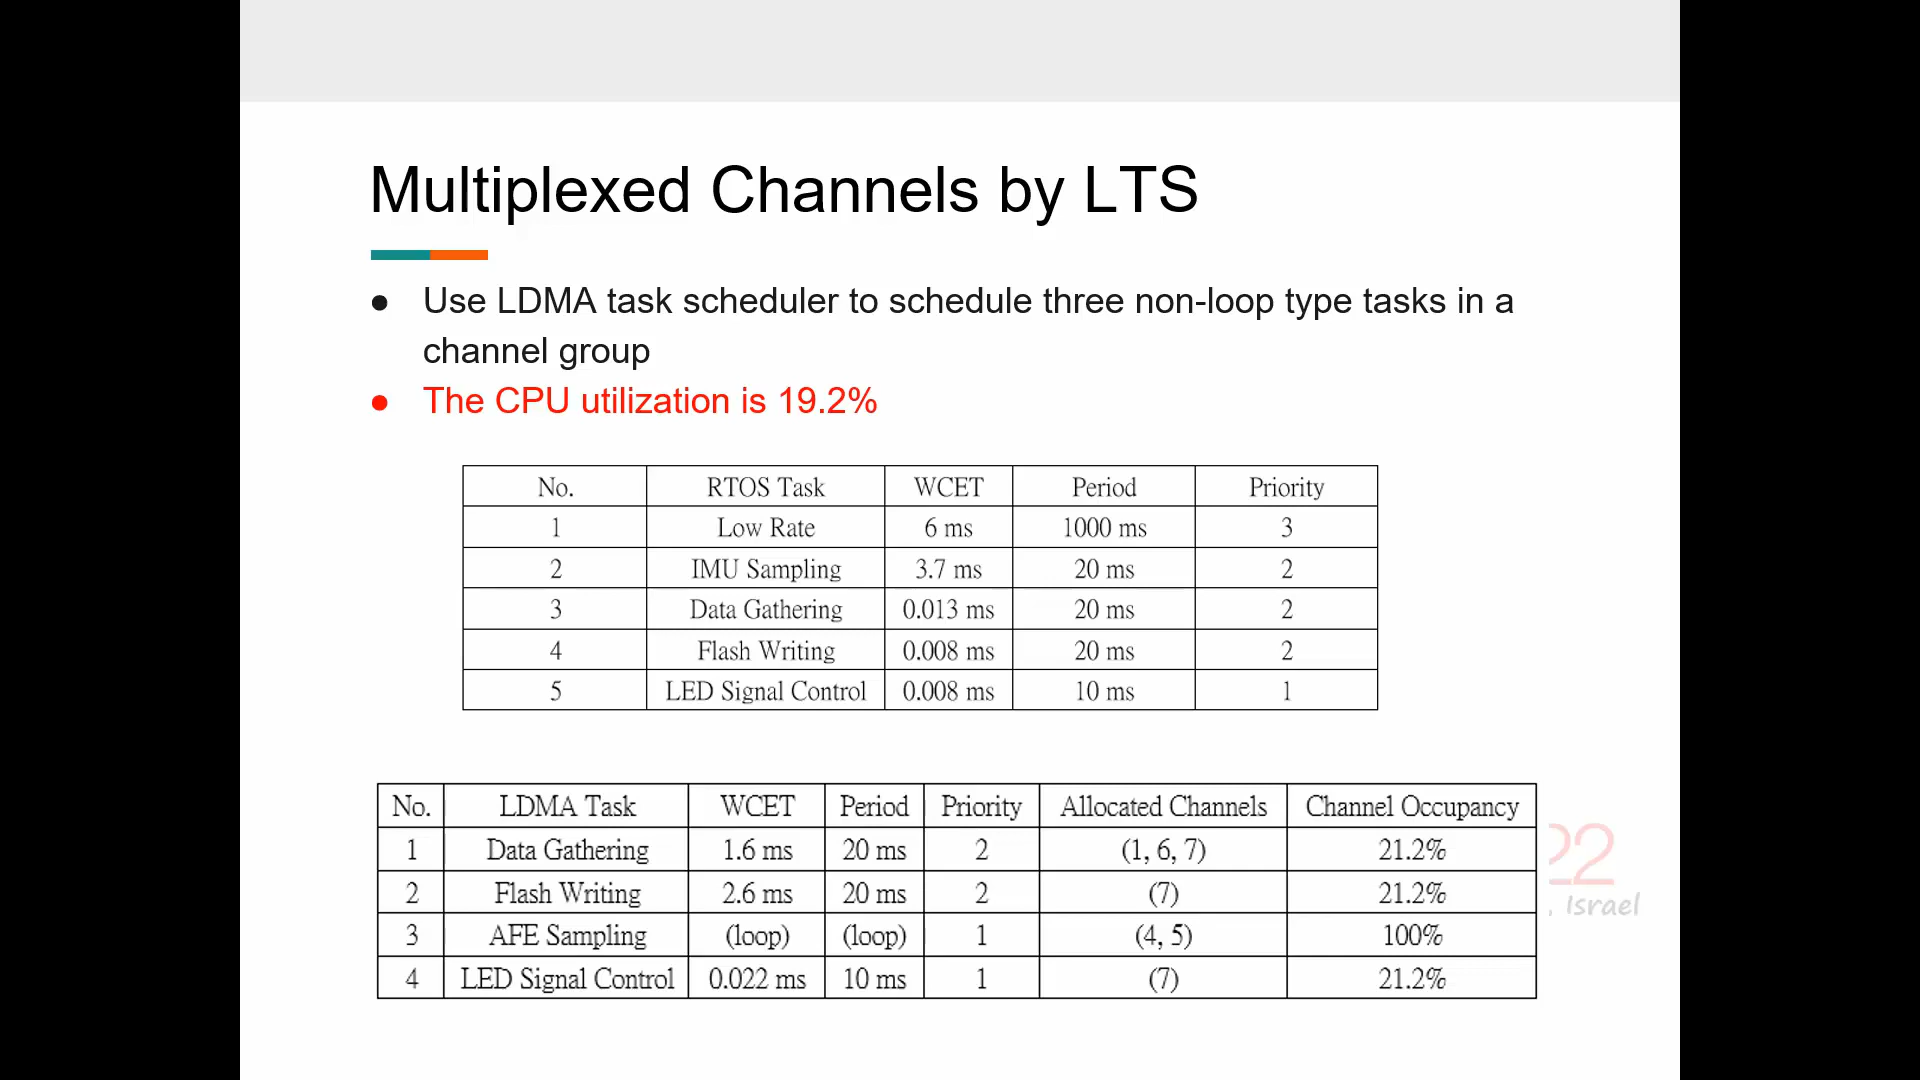 Multiplexed Channels by LTS
● Use LDMA task scheduler to schedule three non-loop type tasks in a
channel group
● The CPU utilization is 19.2%
No. RTOS Task WCET Period Priority
1 Low Rate 6 ms 1000 ms 3
2 IMU Sampling 3.7 ms 20 ms 2
3 Data Gathering 0.013 ms 20 ms 2
4 Flash Writing 0.008 ms 20 ms 2
5 LED Signal Control 0.008 ms 10 ms 1
No. LDMA Task WCET Period Priority Allocated Channels Channel Occupancy
1 Data Gathering 1.6 ms 20 ms 2 (1, 6, 7) 21.2%
2 Flash Writing 2.6 ms 20 ms 2 (7) 21.2%
3 AFE Sampling (loop) (loop) 1 (4, 5) 100%
4 LED Signal Control 0.022 ms 10 ms 1 (7) 21.2%
22
, Israel